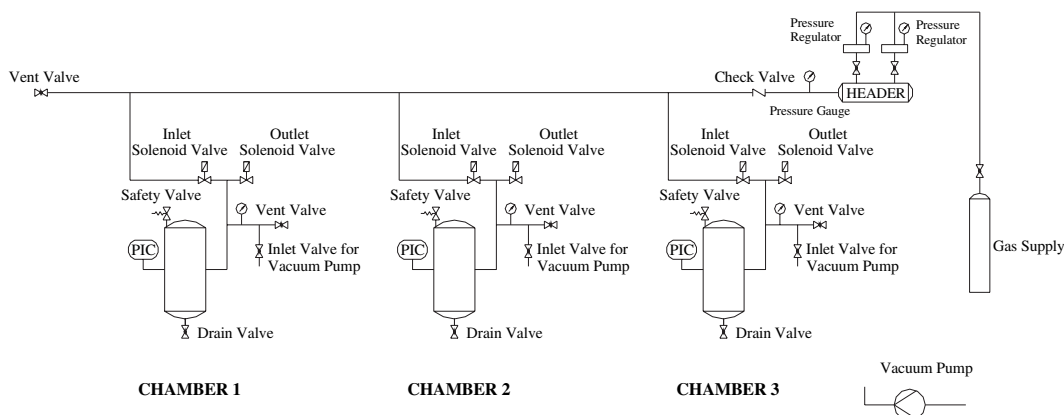 Pressure
Regulator
Pressure
Regulator
Vent Valve
Check Valve
HEADER
Pressure Gauge
Inlet
Solenoid Valve
Outlet
Solenoid Valve
Inlet
Solenoid Valve
Outlet
Solenoid Valve
Inlet
Solenoid Valve
Outlet
Solenoid Valve
Safety Valve
Vent Valve
Safety Valve
Vent Valve
Safety Valve
Vent Valve
PIC
Inlet Valve for
Vacuum Pump
PIC
Inlet Valve for
Vacuum Pump
PIC
Inlet Valve for
Vacuum Pump
Gas Supply
Drain Valve
Drain Valve
Drain Valve
CHAMBER 1
CHAMBER 2
CHAMBER 3
Vacuum Pump